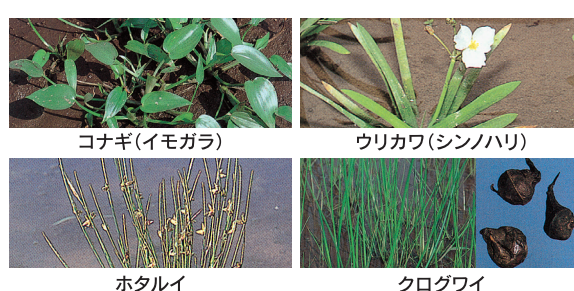 コナギ（イモガラ）
ウリカワ（シンノハリ）
ホタルイ
クログワイ